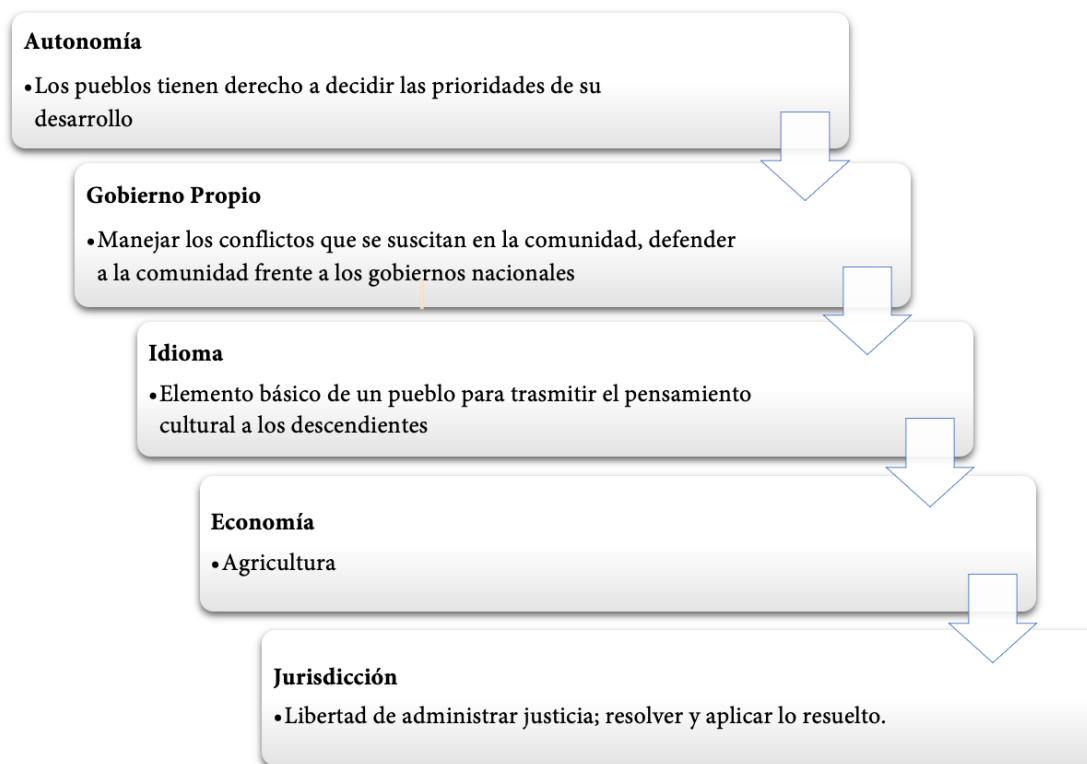 Autonomía
•Los pueblos tienen derecho a decidir las prioridades de su
desarrollo
Gobierno Propio
•Manejar los conflictos que se suscitan en la comunidad, defender
a la comunidad frente a los gobiernos nacionales
Idioma
•Elemento básico de un pueblo para trasmitir el pensamiento
cultural a los descendientes
Economía
•Agricultura
Jurisdicción
•Libertad de administrar justicia; resolver y aplicar lo resuelto.